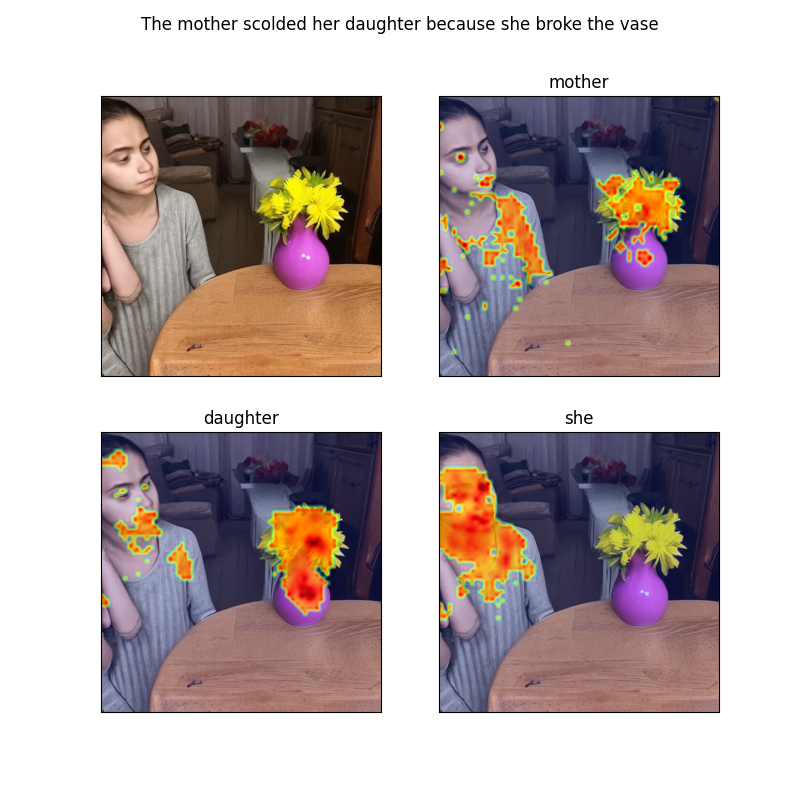 The mother scolded her daughter because she broke the vase
mother
daughter
she